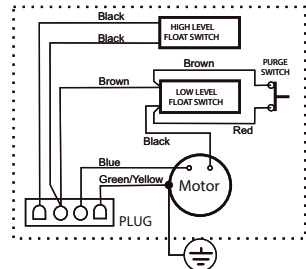 Black
HIGH LEVEL
FLOAT SWITCH
Black
Brown
Brown
PURGE
SWITCH
LOW LEVEL
FLOAT SWITCH
Black
Red
Blue
Green/Yellow
Motor
PLUG